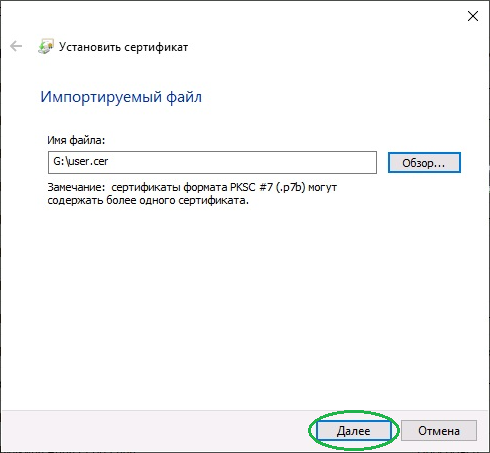 Установить сертификат
Импортируемый файл
Имя файла:
G:\user.cer
Обзор...
Замечание: сертификаты формата PKSC #7 (.p7b) могут
содержать более одного сертификата.
Далее
Отмена